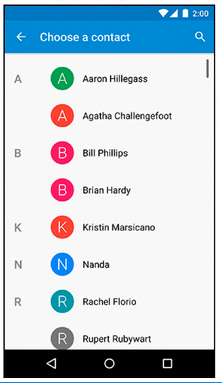 2:00
Choose a contact
A
A Aaron Hillegass
A Agatha Challengefoot
B
B Bill Phillips
B Brian Hardy
K
K Kristin Marsicano
N
N Nanda
R
R Rachel Florio
R Rupert Rubywart